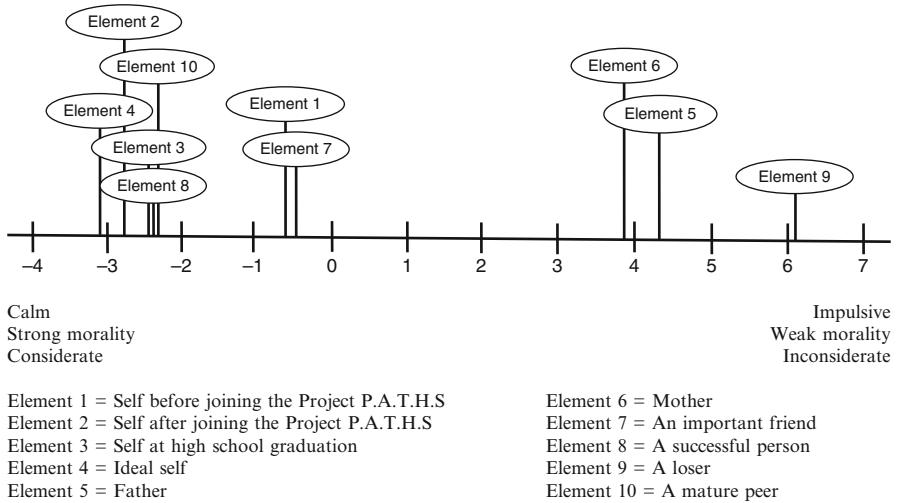 Element 2
Element 10
Element 6
Element 4
Element 1
Element 5
Element 3
Element 7
Element 9
Element 8
–4 –3 –2 –1 0 1 2 3 4 5 6 7
Calm Impulsive
Strong morality Weak morality
Considerate Inconsiderate
Element 1 = Self before joining the Project P.A.T.H.S Element 6 = Mother
Element 2 = Self after joining the Project P.A.T.H.S Element 7 = An important friend
Element 3 = Self at high school graduation Element 8 = A successful person
Element 4 = Ideal self Element 9 = A loser
Element 5 = Father Element 10 = A mature peer